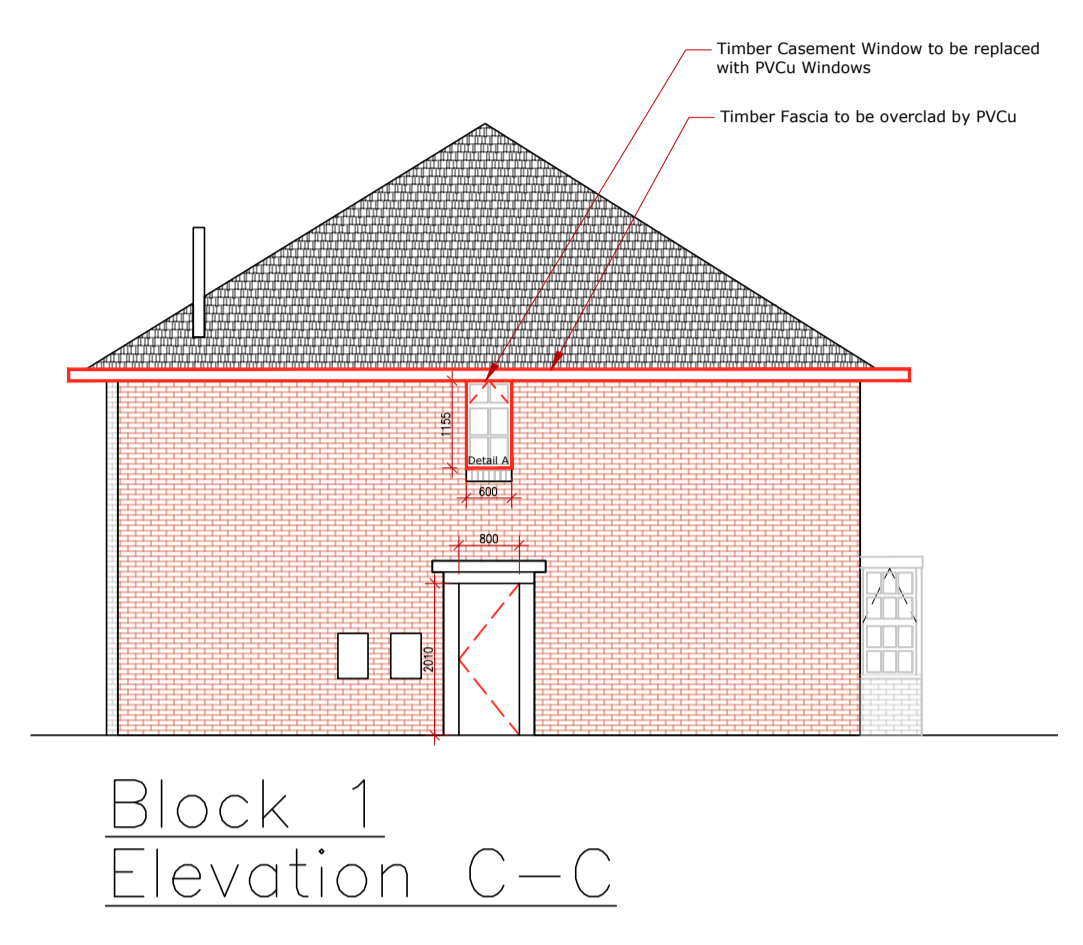 Timber Casement Window to be replaced
with PVCu Windows
Timber Fascia to be overclad by PVCu
1155
Detail A
600
800
2010
Block 1
Elevation C-C